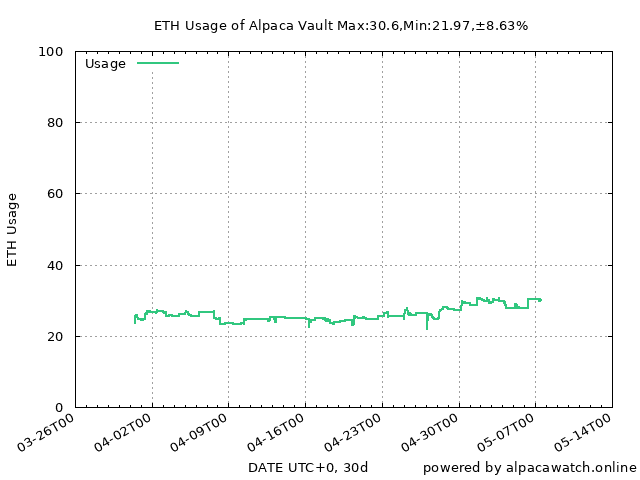 ETH Usage of Alpaca Vault Max:30.6,Min:21.97,±8.63%
Usage
100
80
60
40
20
0
ETH Usage
03-26T00 04-02T00 04-09T00 04-16T00 04-23T00 04-30T00 05-07T00 05-14T00
DATE UTC+0, 30d
powered by alpacawatch.online